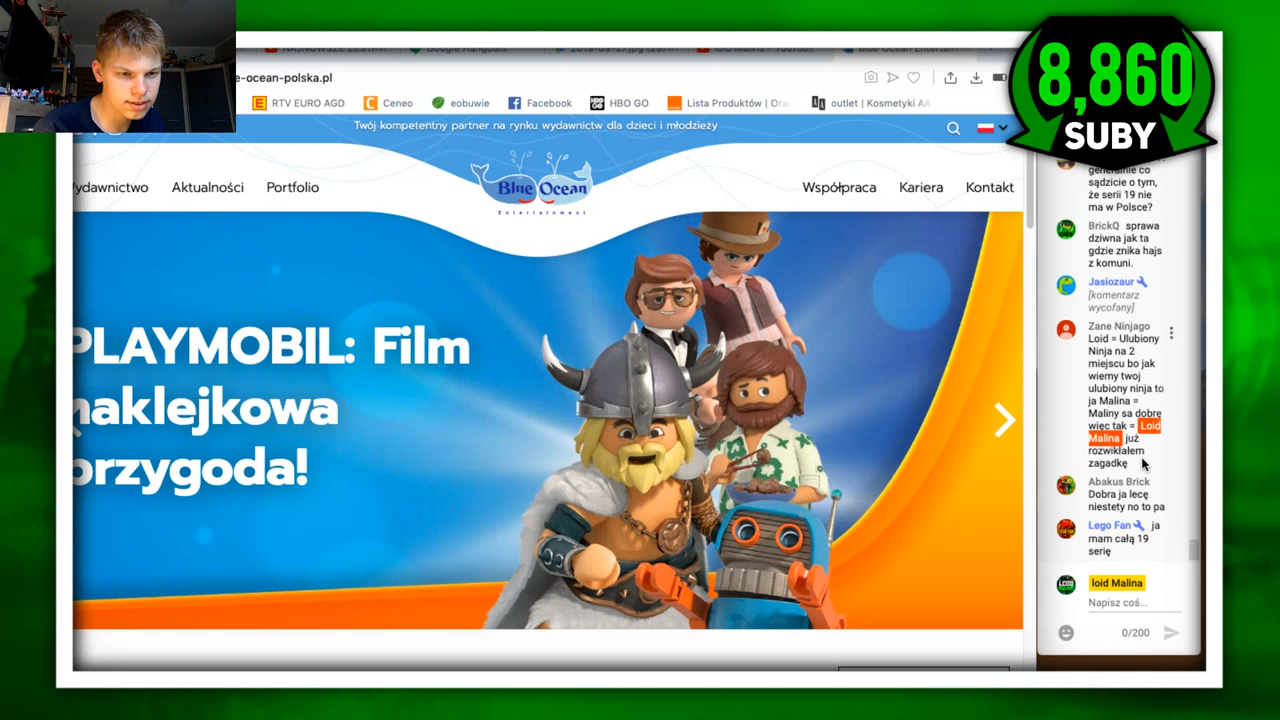 e-ocean-polska.pl
RTV EURO AGD
Ceneo
eobuwie
Facebook
HBO GO
Lista Produktów | Ora
outlet | Kosmetyki AA
Twój kompetentny partner na rynku wydawnictw dla dzieci i młodzieży
ydawnictwo
Aktualności
Portfolio
Blue Ocean
Entertainment
Współpraca
Kariera
Kontakt
PLAYMOBIL: Film
naklejkowa
przygoda!
8,860
SUBY
generalnie co
sądzicie o tym,
że serii 19 nie
ma w Polsce?
BrickQ sprawa
dziwna jak ta
gdzie znika hajs
z komuni.
Jasiozaur
[komentarz
wycofany]
Zane Ninjago
Loid = Ulubiony
Ninja na 2
miejscu bo jak
wiemy twoj
ulubiony ninja to
ja Malina =
Maliny sa dobre
więc tak = Loid
Malina już
rozwikłałem
zagadkę
Abakus Brick
Dobra ja lecę
niestety no to pa
Lego Fan ja
mam całą 19
serię
loid Malina
Napisz coś...
0/200